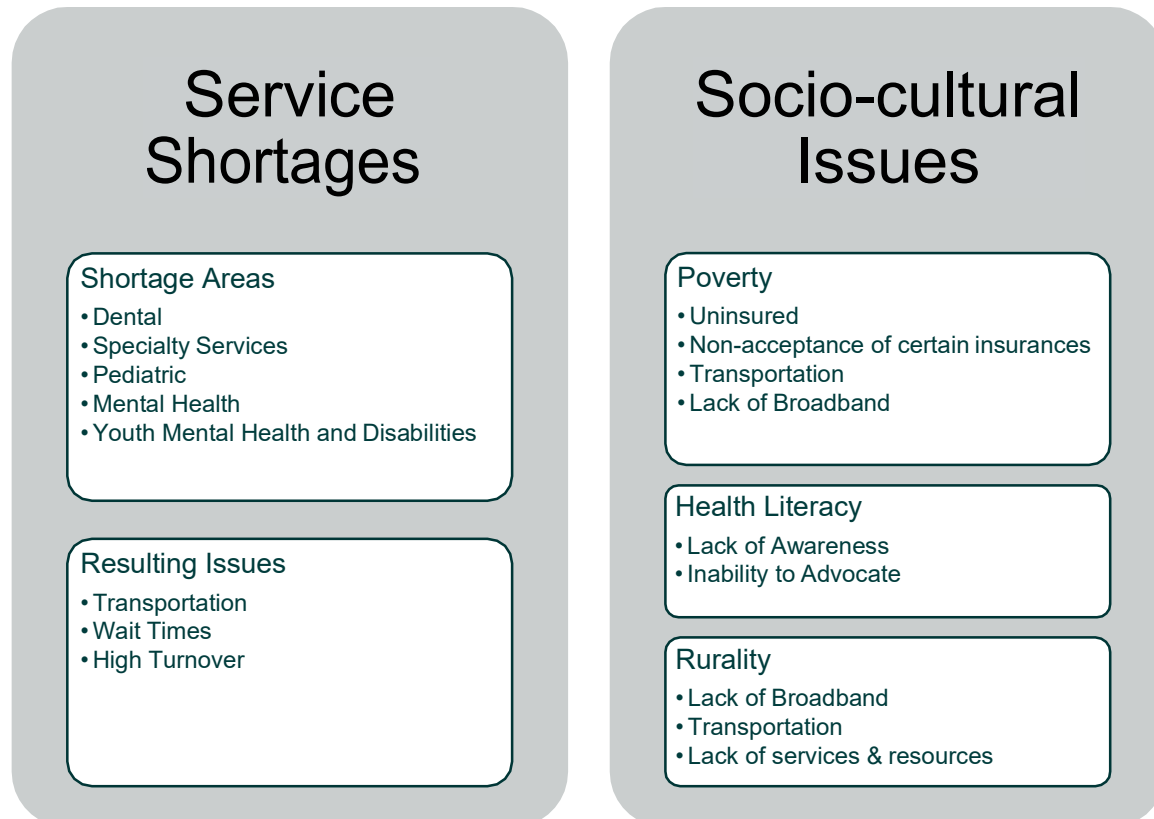 Service
Shortages
Shortage Areas
•Dental
•Specialty Services
•Pediatric
•Mental Health
•Youth Mental Health and Disabilities
Resulting Issues
•Transportation
•Wait Times
•High Turnover
Socio-cultural
Issues
Poverty
•Uninsured
•Non-acceptance of certain insurances
•Transportation
•Lack of Broadband
Health Literacy
•Lack of Awareness
•Inability to Advocate
Rurality
•Lack of Broadband
•Transportation
•Lack of services & resources